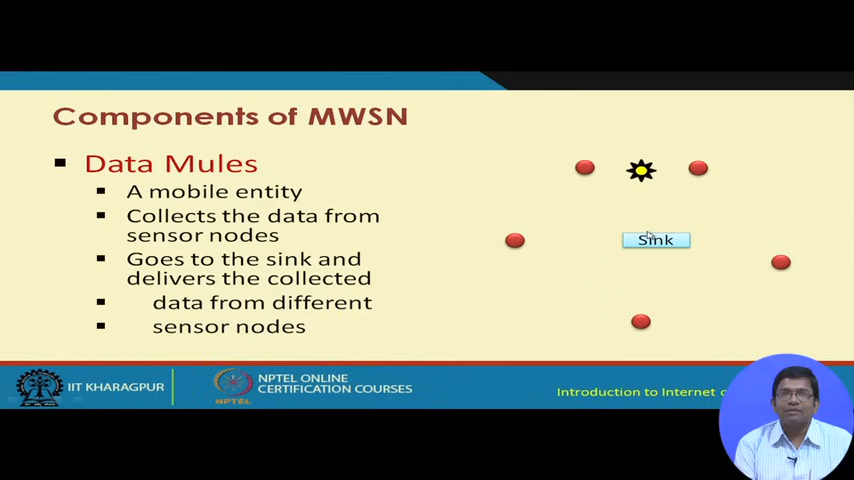 Components of MWSN
Data Mules
A mobile entity
Collects the data from
sensor nodes
Goes to the sink and
delivers the collected
data from different
sensor nodes
Sink
IIT KHARAGPUR
NPTEL
NPTEL ONLINE
CERTIFICATION COURSES
Introduction to Internet